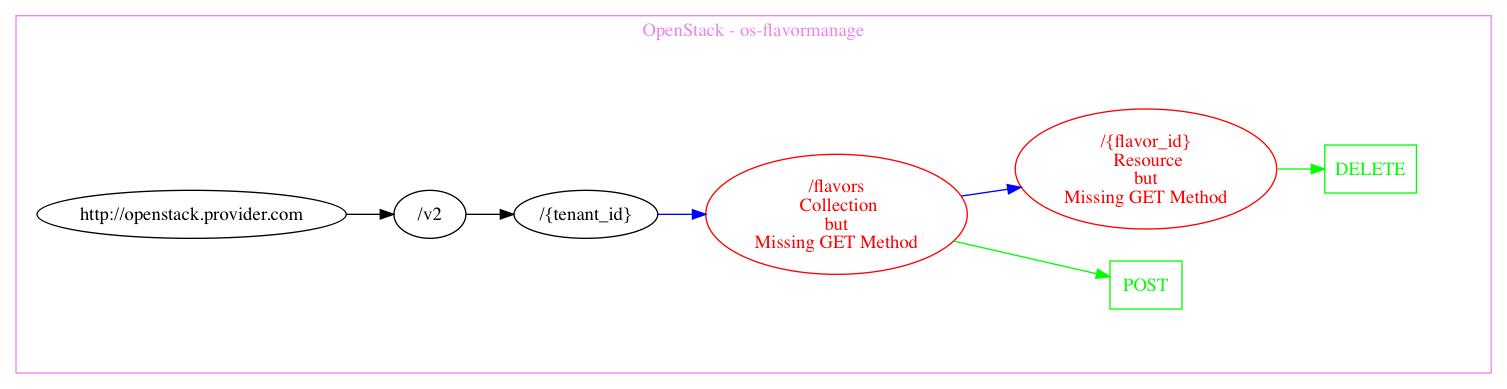 OpenStack - os-flavormanage
http://openstack.provider.com
/v2
/{tenant_id}
/flavors
Collection
but
Missing GET Method
/{flavor_id}
Resource
but
Missing GET Method
DELETE
POST